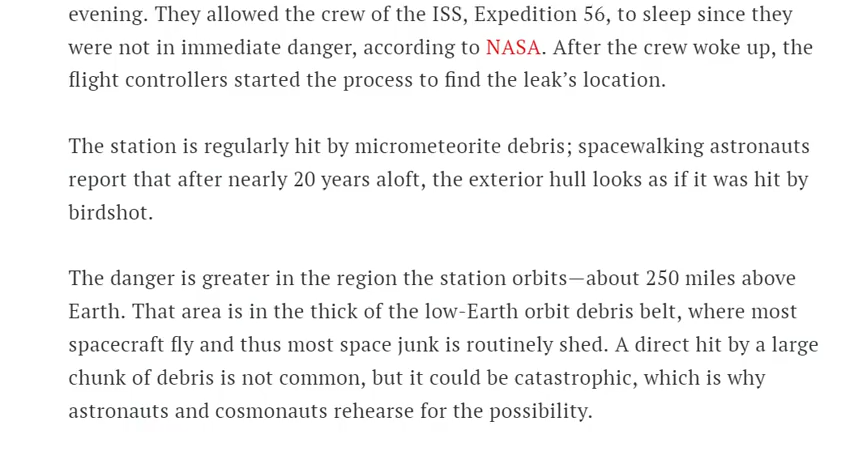 evening. They allowed the crew of the ISS, Expedition 56, to sleep since they
were not in immediate danger, according to NASA. After the crew woke up, the
flight controllers started the process to find the leak’s location.
The station is regularly hit by micrometeorite debris; spacewalking astronauts
report that after nearly 20 years aloft, the exterior hull looks as if it was hit by
birdshot.
The danger is greater in the region the station orbits—about 250 miles above
Earth. That area is in the thick of the low-Earth orbit debris belt, where most
spacecraft fly and thus most space junk is routinely shed. A direct hit by a large
chunk of debris is not common, but it could be catastrophic, which is why
astronauts and cosmonauts rehearse for the possibility.